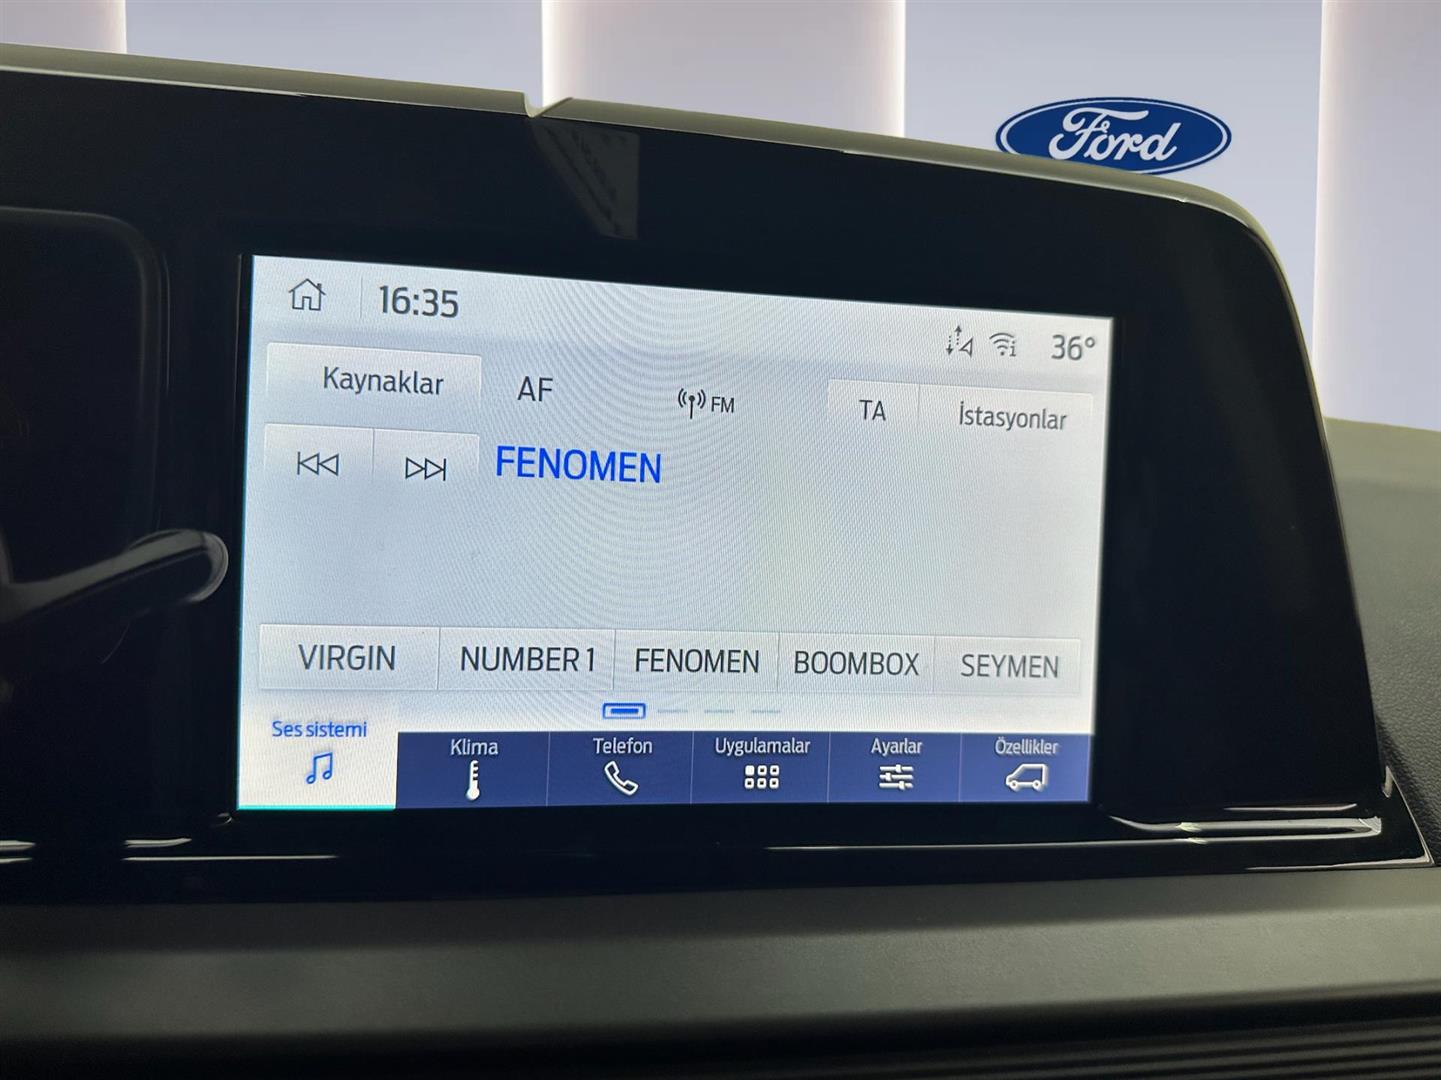 Ford
16:35
36°
Kaynaklar
AF
FM
TA
İstasyonlar
FENOMEN
VIRGIN
NUMBER 1
FENOMEN
BOOMBOX
SEYMEN
Ses sistemi
Klima
Telefon
Uygulamalar
Ayarlar
Özellikler